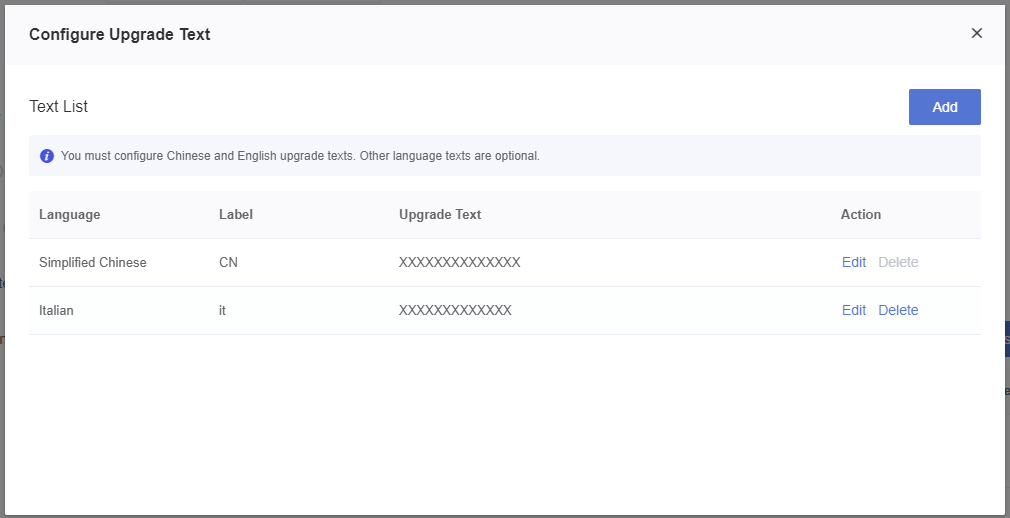 Configure Upgrade Text
Text List
Add
You must configure Chinese and English upgrade texts. Other language texts are optional.
Language Label Upgrade Text Action
Simplified Chinese CN XXXXXXXXXXXXXX Edit Delete
Italian it XXXXXXXXXXXXX Edit Delete